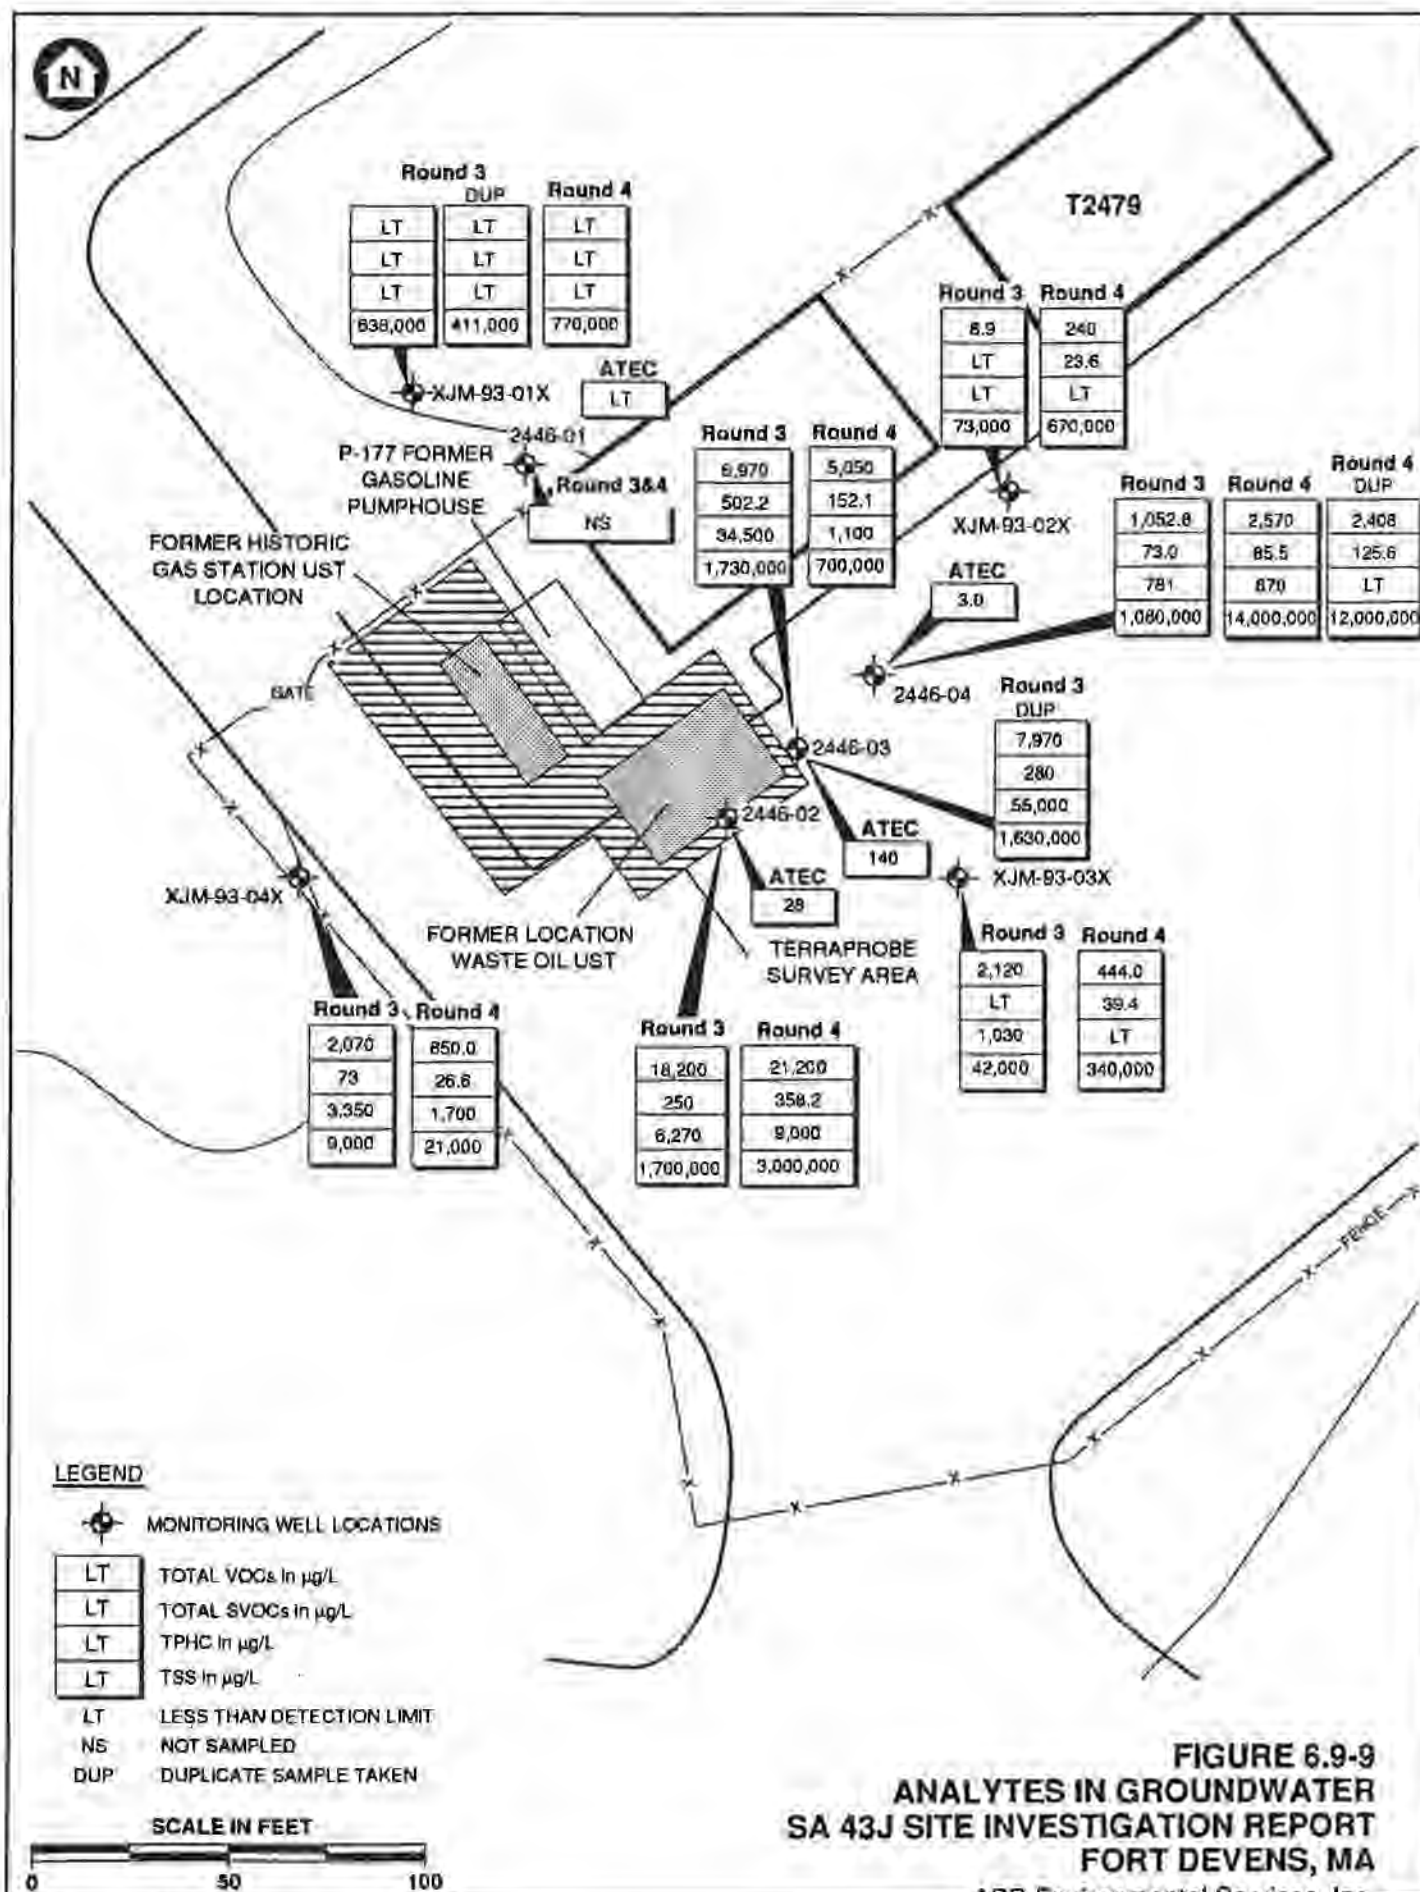 N
Round 3
DUP
Round 4
LT LT LT
LT LT LT
LT LT LT
638,000 411,000 770,000
XJM-93-01X
ATEC
LT
2446-01
P-177 FORMER
GASOLINE
PUMPHOUSE
Round 3&4
NS
FORMER HISTORIC
GAS STATION UST
LOCATION
GATE
T2479
Round 3 Round 4
8.9 240
LT 23.6
LT LT
73,000 670,000
XJM-93-02X
Round 3 Round 4
6,970 5,050
502.2 152.1
34,500 1,100
1,730,000 700,000
Round 3 Round 4 Round 4
DUP
1,052.8 2,570 2,408
73.0 85.5 125.6
781 870 LT
1,080,000 14,000,000 12,000,000
ATEC
3.0
2446-04
2446-03
Round 3
DUP
7,970
280
55,000
1,630,000
2446-02
ATEC
140
ATEC
28
XJM-93-03X
XJM-93-04X
FORMER LOCATION
WASTE OIL UST
TERRAPROBE
SURVEY AREA
Round 3 Round 4
2,120 444.0
LT 39.4
1,030 LT
42,000 340,000
Round 3 Round 4
2,070 850.0
73 26.6
3,350 1,700
9,000 21,000
Round 3 Round 4
18,200 21,200
250 358.2
6,270 9,000
1,700,000 3,000,000
FENCE
LEGEND
MONITORING WELL LOCATIONS
LT TOTAL VOCs in µg/L
LT TOTAL SVOCs in µg/L
LT TPHC in µg/L
LT TSS in µg/L
LT LESS THAN DETECTION LIMIT
NS NOT SAMPLED
DUP DUPLICATE SAMPLE TAKEN
SCALE IN FEET
0 50 100
FIGURE 6.9-9
ANALYTES IN GROUNDWATER
SA 43J SITE INVESTIGATION REPORT
FORT DEVENS, MA